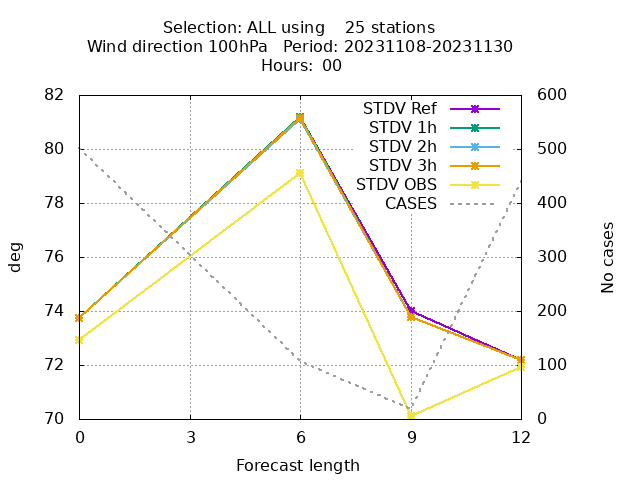 Selection: ALL using    25 stations
Wind direction 100hPa   Period: 20231108-20231130
Hours: 00
82
80
78
76
74
72
70
600
500
400
300
200
100
0
STDV Ref
STDV 1h
STDV 2h
STDV 3h
STDV OBS
CASES
deg
No cases
0
3
6
9
12
Forecast length